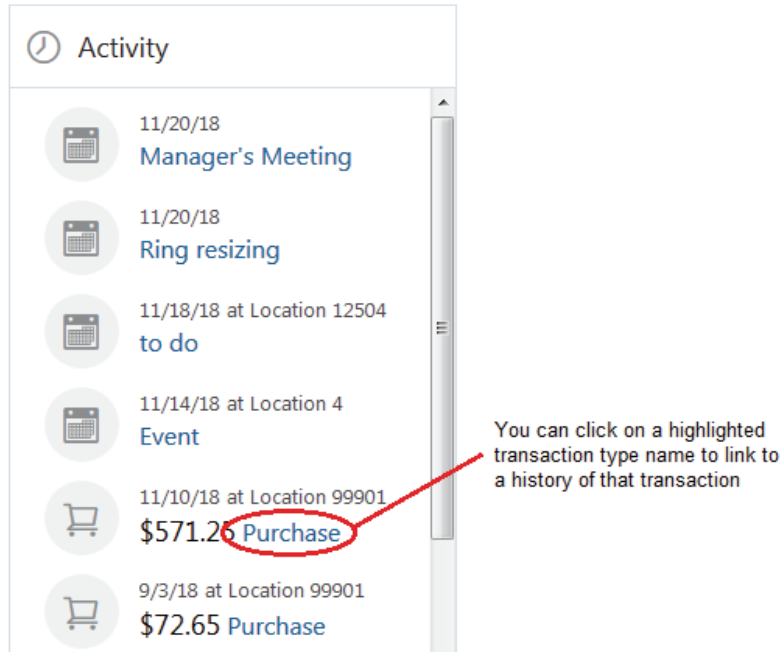 Activity
11/20/18
Manager's Meeting
11/20/18
Ring resizing
11/18/18 at Location 12504
to do
11/14/18 at Location 4
Event
11/10/18 at Location 99901
$571.25 Purchase
9/3/18 at Location 99901
$72.65 Purchase
You can click on a highlighted
transaction type name to link to
a history of that transaction